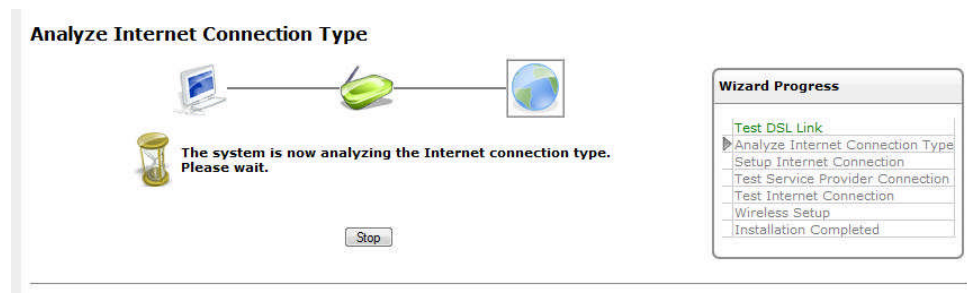 Analyze Internet Connection Type
The system is now analyzing the Internet connection type.
Please wait.
Stop
Wizard Progress
Test DSL Link
Analyze Internet Connection Type
Setup Internet Connection
Test Service Provider Connection
Test Internet Connection
Wireless Setup
Installation Completed